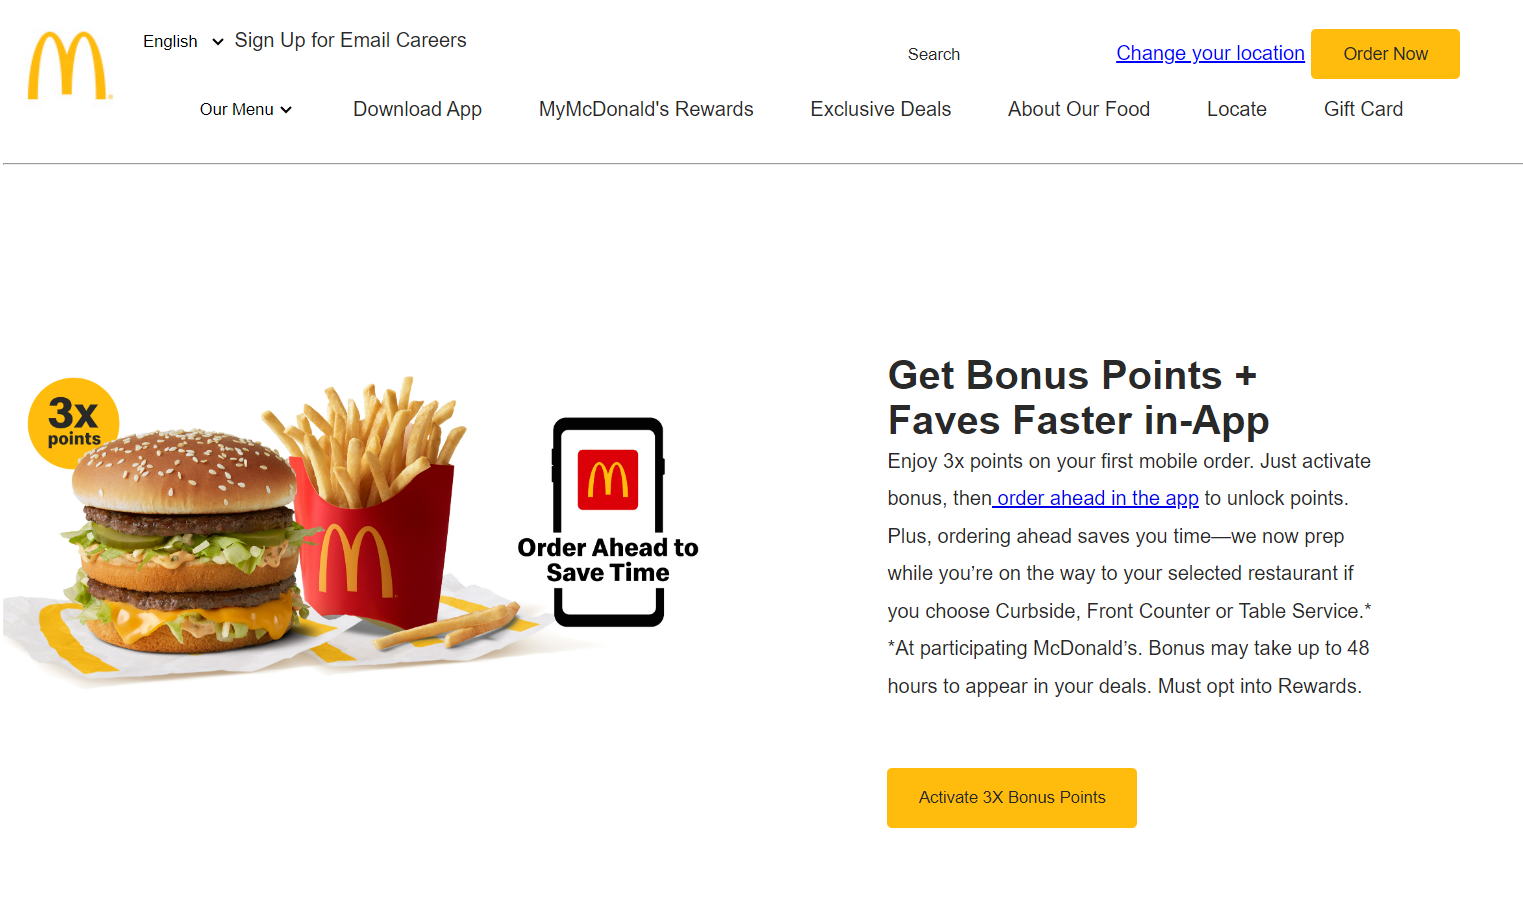 English Sign Up for Email Careers
Search
Change your location
Order Now
Our Menu Download App MyMcDonald's Rewards Exclusive Deals About Our Food Locate Gift Card
3x
points
Order Ahead to
Save Time
Get Bonus Points +
Faves Faster in-App
Enjoy 3x points on your first mobile order. Just activate
bonus, then order ahead in the app to unlock points.
Plus, ordering ahead saves you time—we now prep
while you’re on the way to your selected restaurant if
you choose Curbside, Front Counter or Table Service.*
*At participating McDonald’s. Bonus may take up to 48
hours to appear in your deals. Must opt into Rewards.
Activate 3X Bonus Points